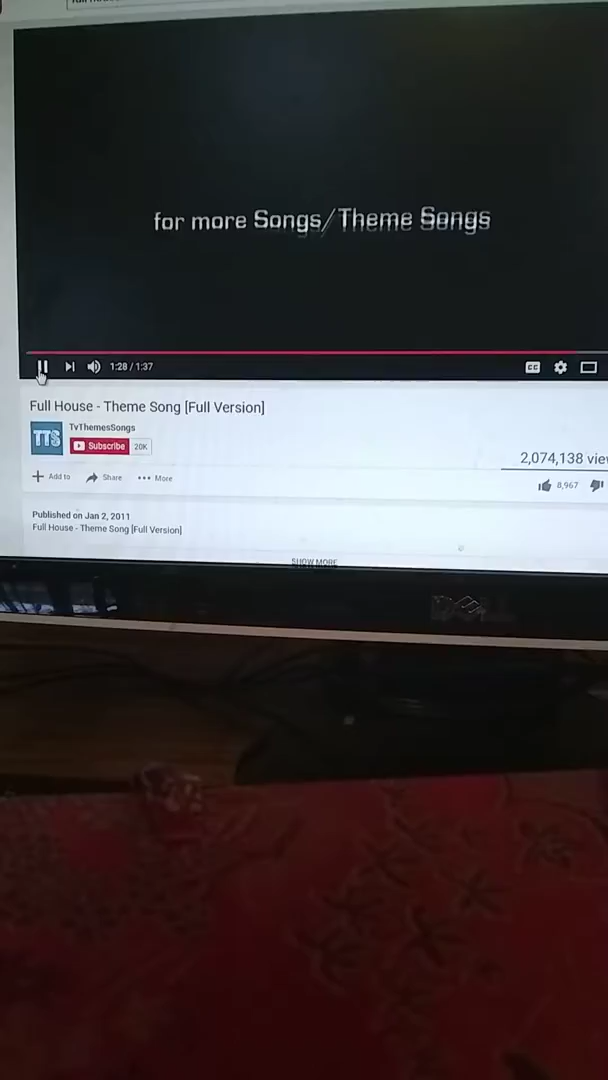 for more Songs/Theme Songs
1:28 / 1:37
CC
Full House - Theme Song [Full Version]
TTS
TvThemesSongs
Subscribe 20K
2,074,138
Add to Share More
8,967
Published on Jan 2, 2011
Full House - Theme Song [Full Version]
SHOW MORE
DELL